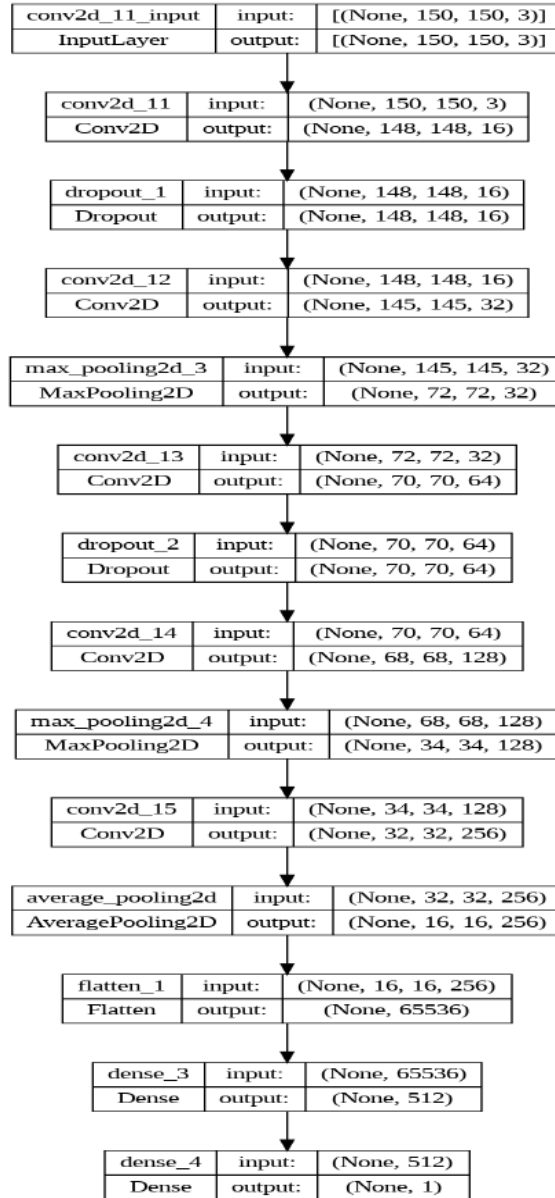 conv2d_11_input input: [(None, 150, 150, 3)]
InputLayer output: [(None, 150, 150, 3)]
conv2d_11 input: (None, 150, 150, 3)
Conv2D output: (None, 148, 148, 16)
dropout_1 input: (None, 148, 148, 16)
Dropout output: (None, 148, 148, 16)
conv2d_12 input: (None, 148, 148, 16)
Conv2D output: (None, 145, 145, 32)
max_pooling2d_3 input: (None, 145, 145, 32)
MaxPooling2D output: (None, 72, 72, 32)
conv2d_13 input: (None, 72, 72, 32)
Conv2D output: (None, 70, 70, 64)
dropout_2 input: (None, 70, 70, 64)
Dropout output: (None, 70, 70, 64)
conv2d_14 input: (None, 70, 70, 64)
Conv2D output: (None, 68, 68, 128)
max_pooling2d_4 input: (None, 68, 68, 128)
MaxPooling2D output: (None, 34, 34, 128)
conv2d_15 input: (None, 34, 34, 128)
Conv2D output: (None, 32, 32, 256)
average_pooling2d input: (None, 32, 32, 256)
AveragePooling2D output: (None, 16, 16, 256)
flatten_1 input: (None, 16, 16, 256)
Flatten output: (None, 65536)
dense_3 input: (None, 65536)
Dense output: (None, 512)
dense_4 input: (None, 512)
Dense output: (None, 1)